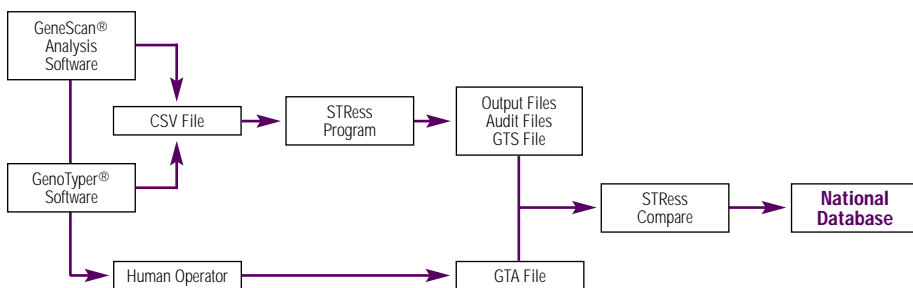 GeneScan®
Analysis
Software
CSV File
STRess
Program
Output Files
Audit Files
GTS File
GenoTyper®
Software
STRess
Compare
National
Database
Human Operator
GTA File